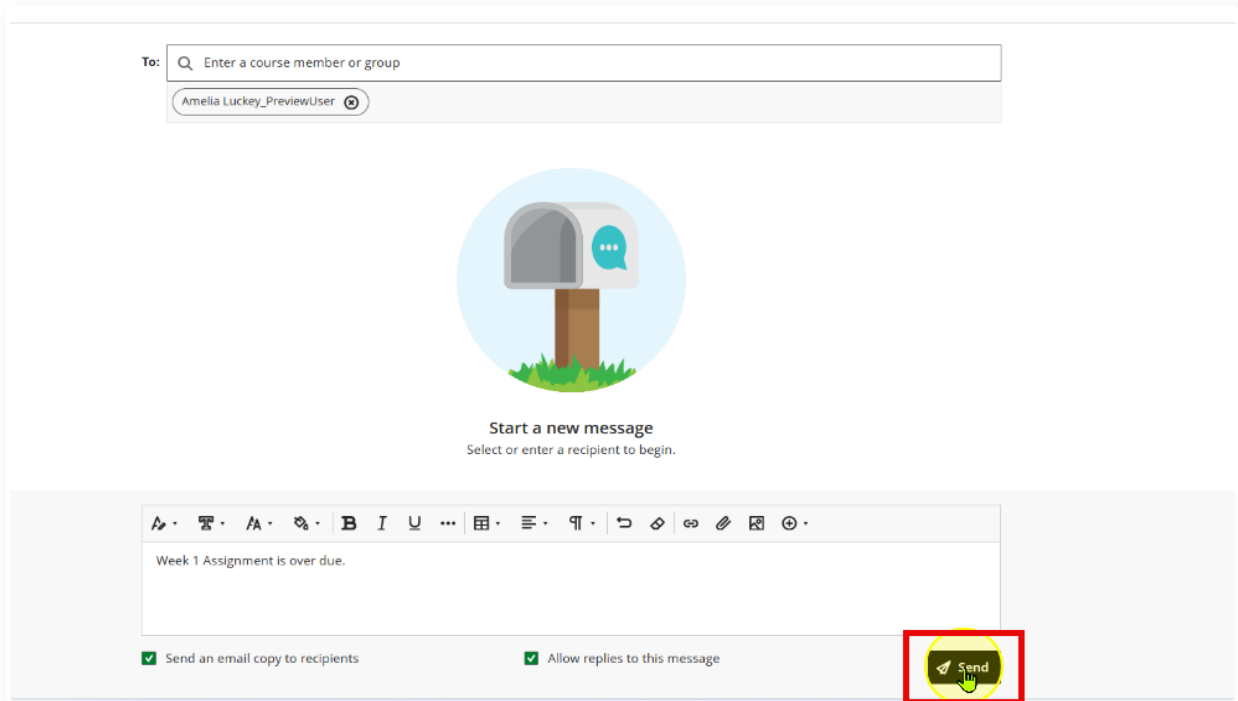 To:
Enter a course member or group
Amelia Luckey_PreviewUser
Start a new message
Select or enter a recipient to begin.
B I U
Week 1 Assignment is over due.
Send an email copy to recipients
Allow replies to this message
Send